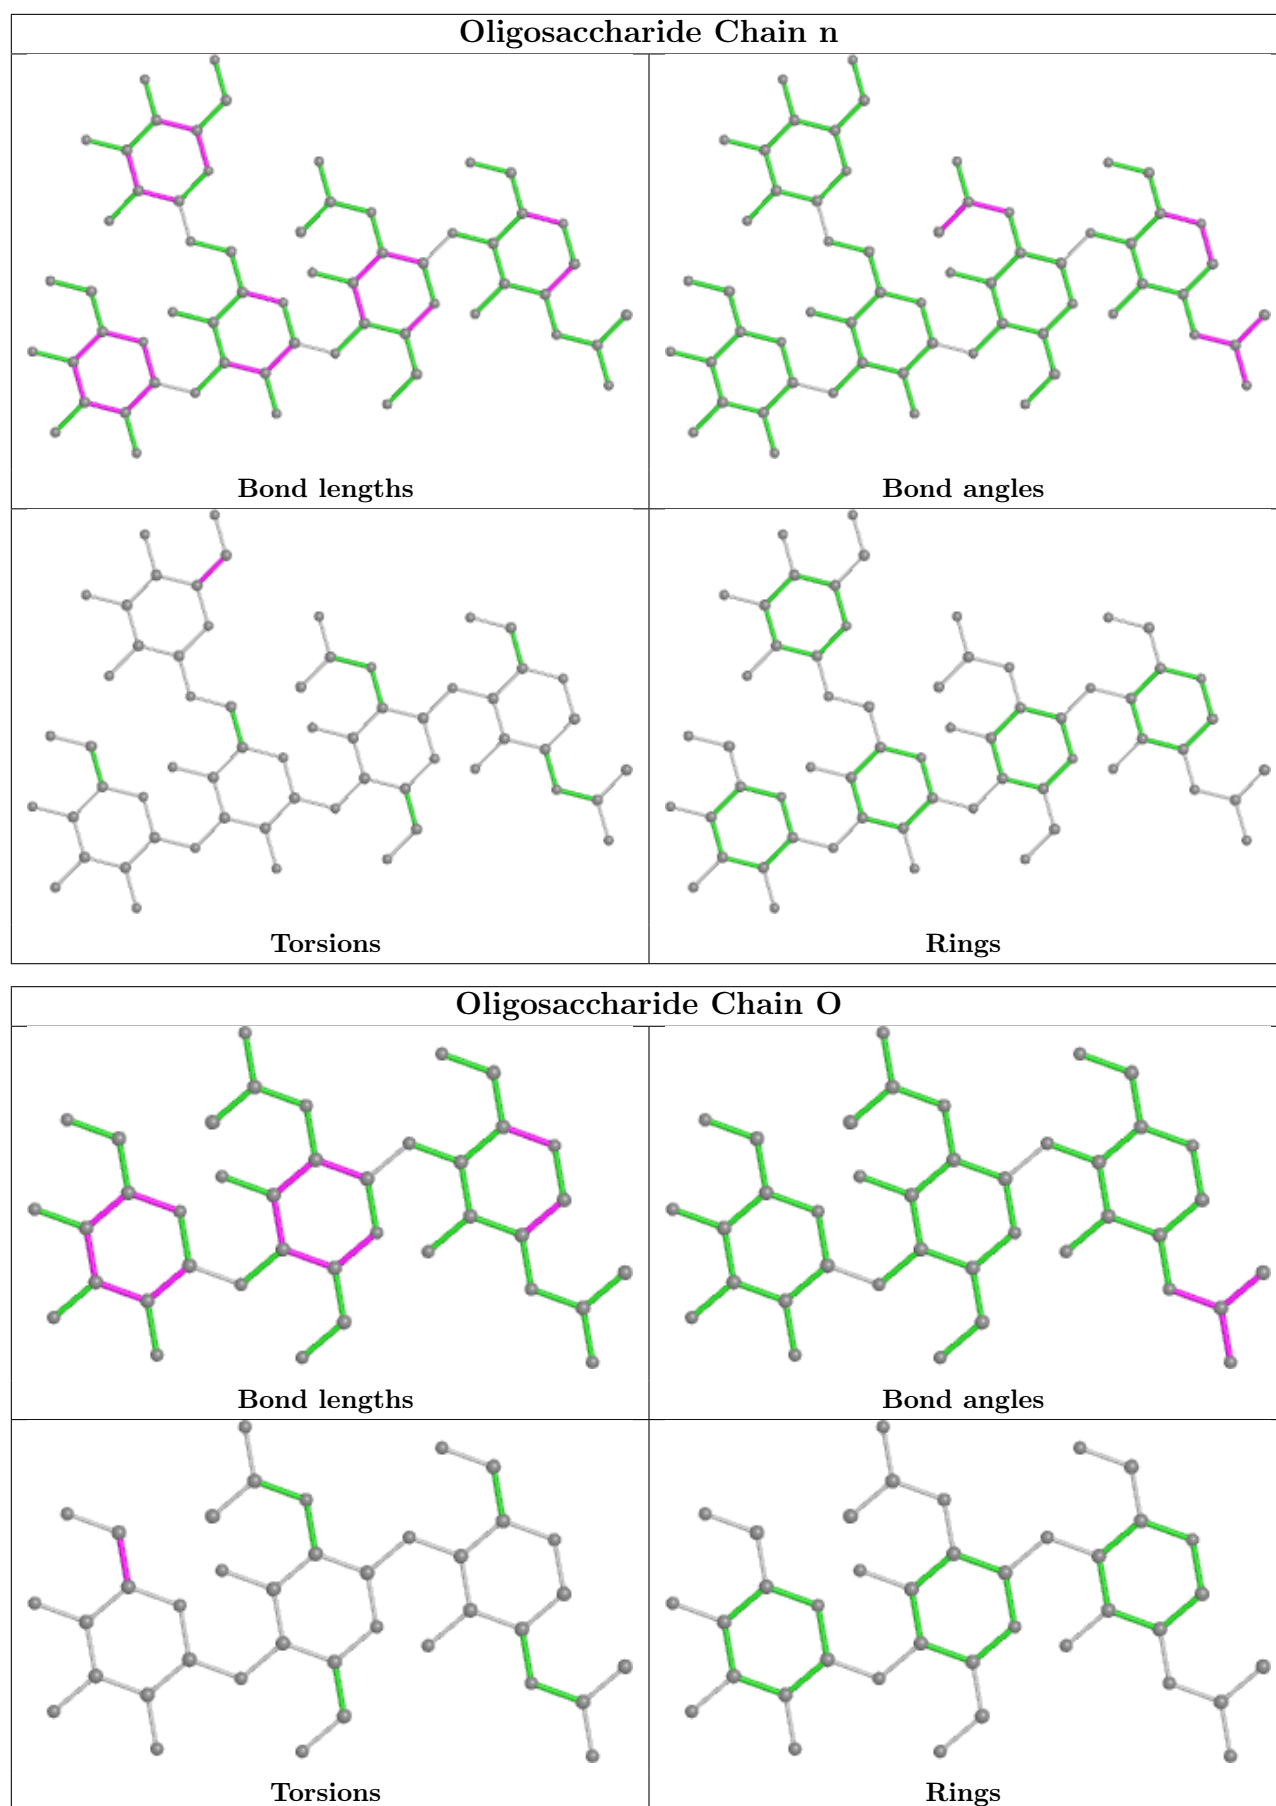 Oligosaccharide Chain n
Bond lengths
Bond angles
Torsions
Rings
Oligosaccharide Chain O
Bond lengths
Bond angles
Torsions
Rings